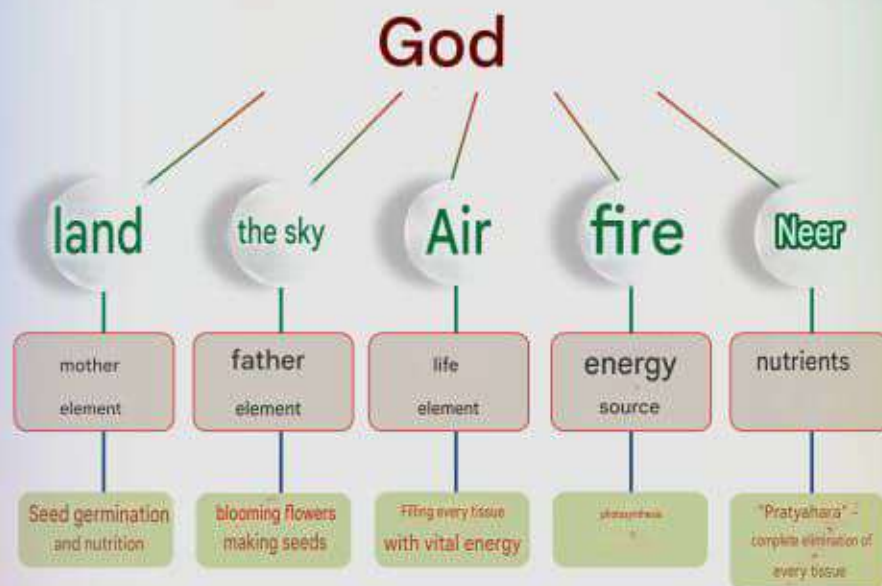 God
land
the sky
Air
fire
Neer
mother
element
father
element
life
element
energy
source
nutrients
Seed germination
and nutrition
blooming flowers
making seeds
Filling every tissue
with vital energy
photosynthesis
"Pratyahara" -
complete elimination of
every tissue